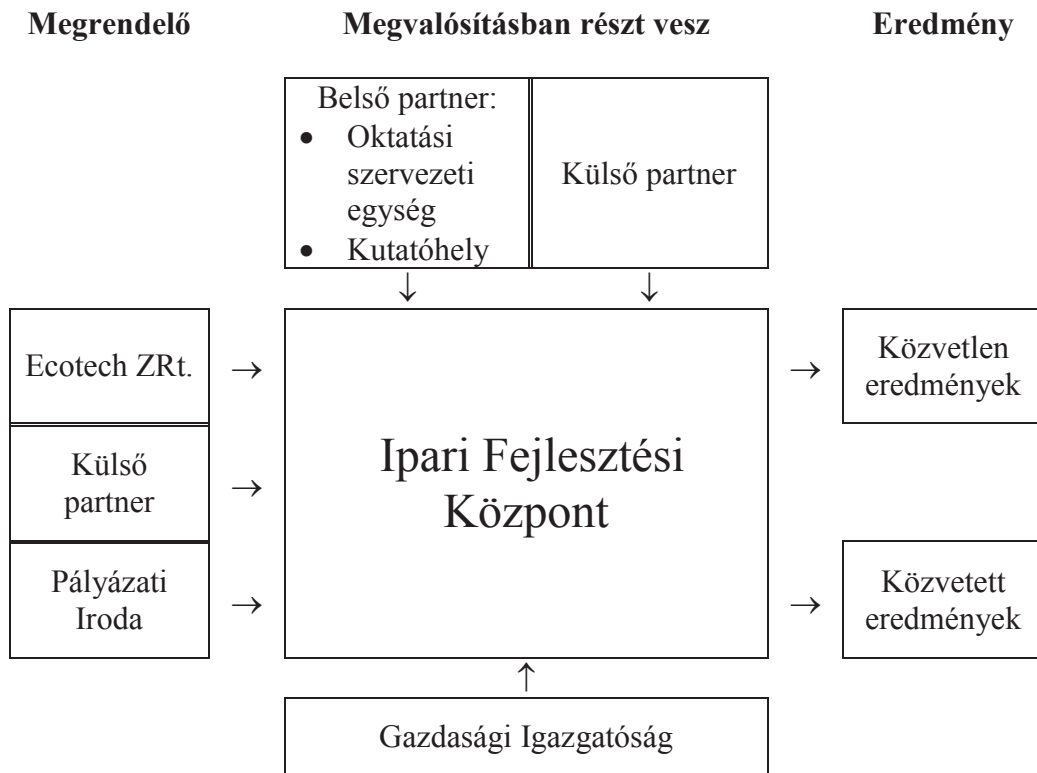 Megrendelő
Megvalósításban részt vesz
Eredmény
Belső partner:
• Oktatási
szervezeti
egység
• Kutatóhely
Külső partner
↓ ↓
Ecotech ZRt.
→
Külső
partner
→
Pályázati
Iroda
→
Ipari Fejlesztési
Központ
→
Közvetlen
eredmények
→
Közvetett
eredmények
↑
Gazdasági Igazgatóság